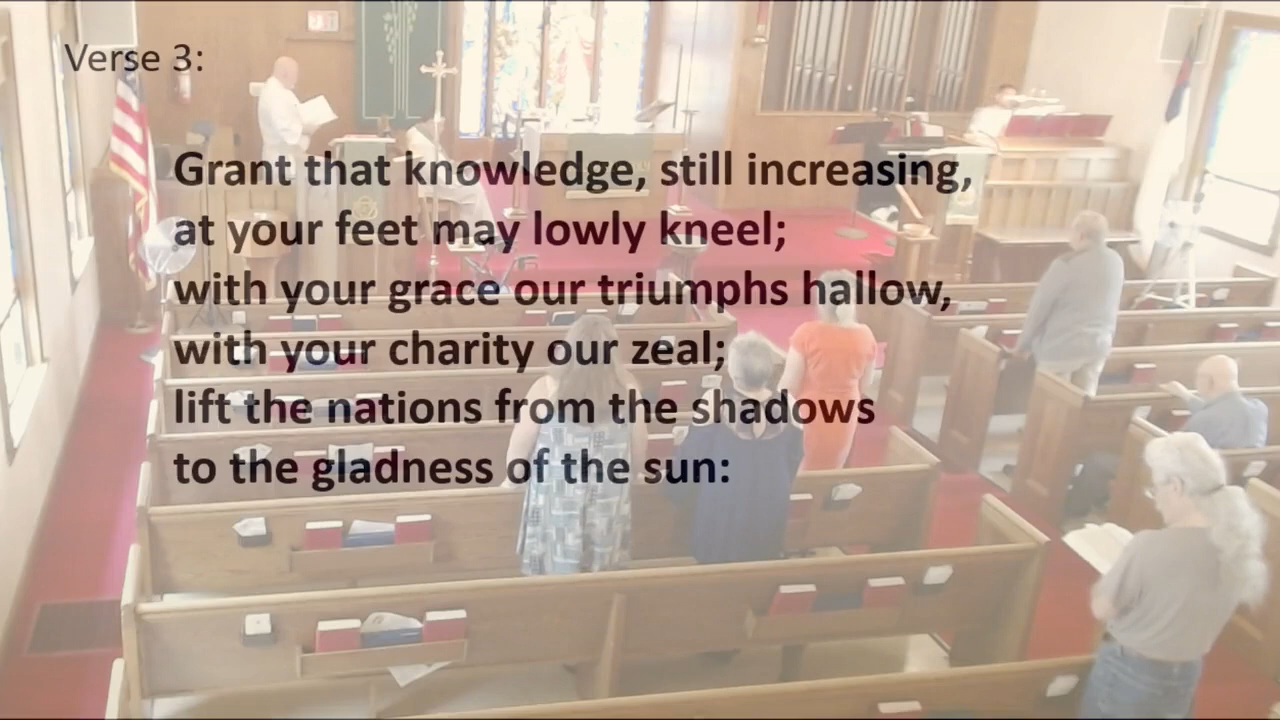 Verse 3:
Grant that knowledge, still increasing,
at your feet may lowly kneel;
with your grace our triumphs hallow,
with your charity our zeal;
lift the nations from the shadows
to the gladness of the sun: